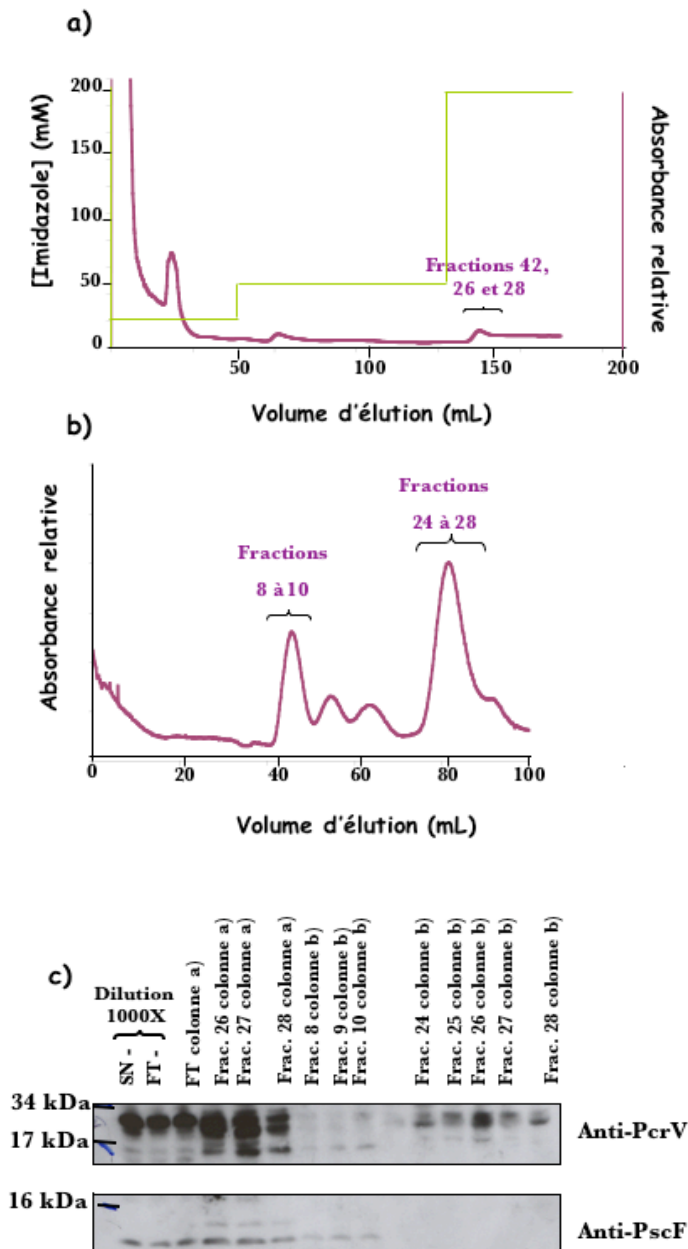 a)
[Imidazole] (mM)
200
150
100
50
0
Fractions 42,
26 et 28
Absorbance relative
50
100
150
200
Volume d'élution (mL)
b)
Absorbance relative
Fractions
8 à 10
Fractions
24 à 28
0
20
40
60
80
100
Volume d'élution (mL)
c)
Dilution
1000X
SN -
FT -
FT colonne a)
Frac. 26 colonne a)
Frac. 27 colonne a)
Frac. 28 colonne a)
Frac. 8 colonne b)
Frac. 9 colonne b)
Frac. 10 colonne b)
Frac. 24 colonne b)
Frac. 25 colonne b)
Frac. 26 colonne b)
Frac. 27 colonne b)
Frac. 28 colonne b)
34 kDa
17 kDa
Anti-PcrV
16 kDa
Anti-PscF